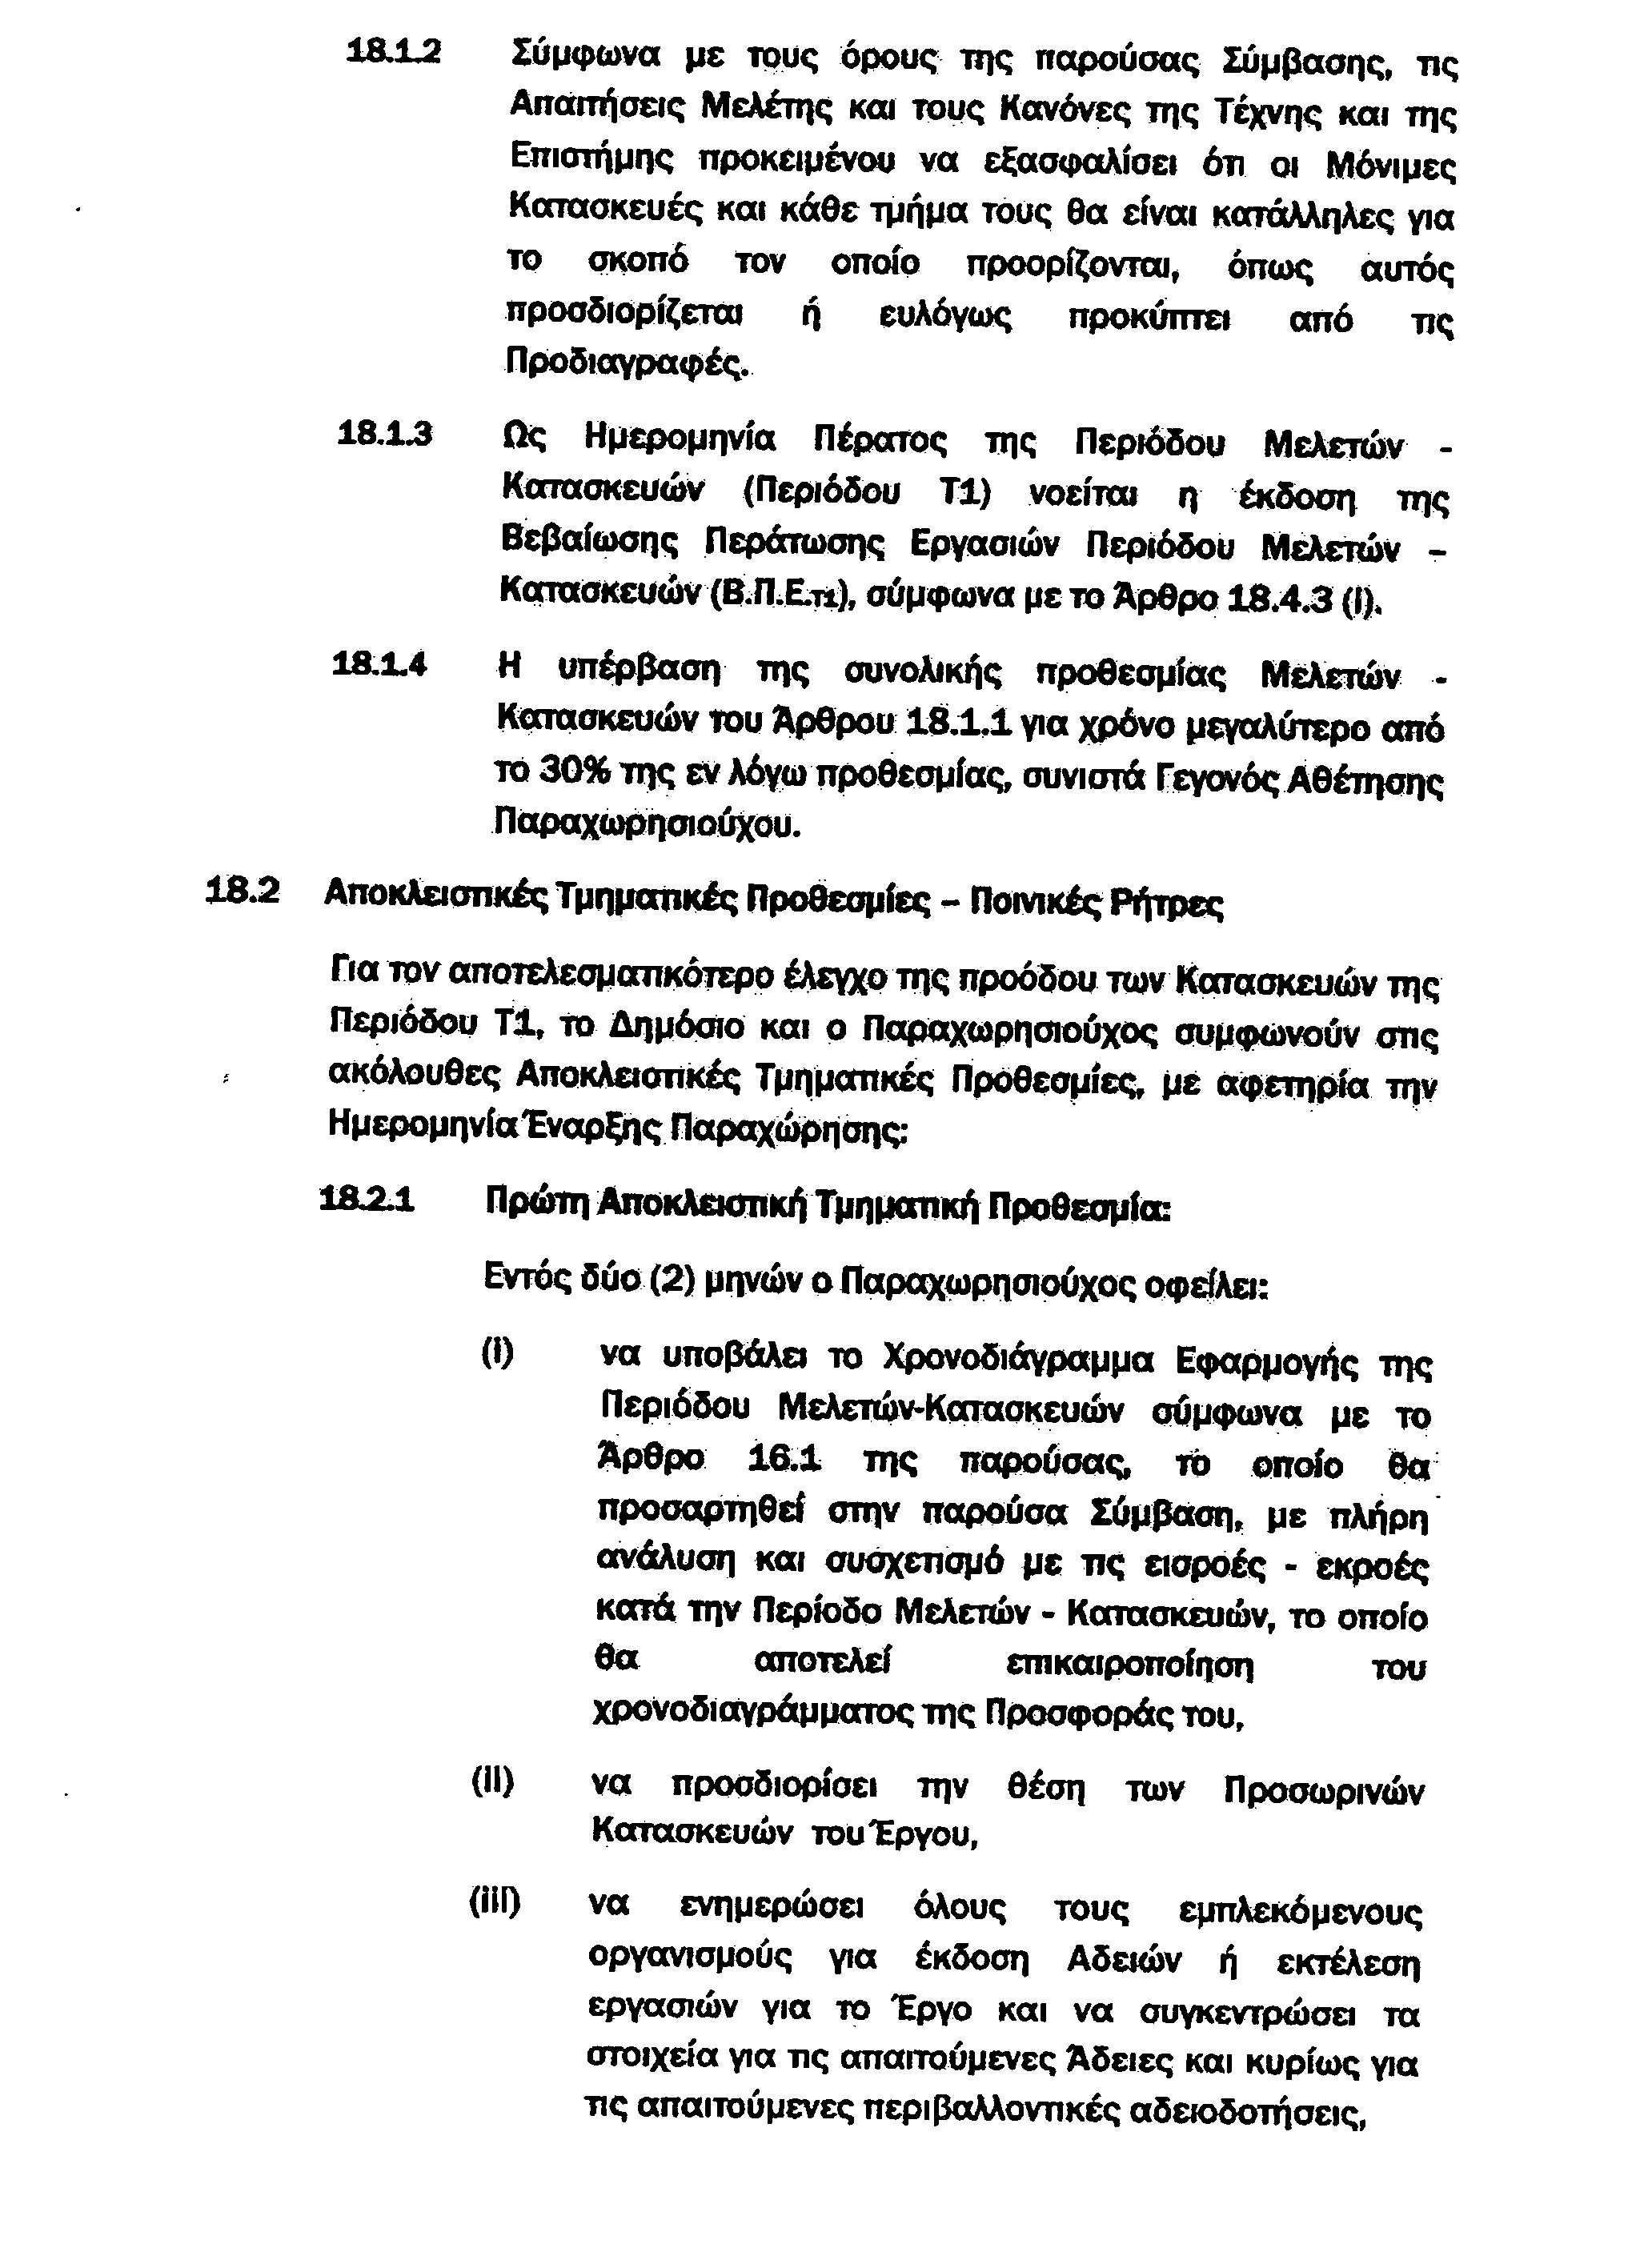 18.1.2 Σύμφωνα με τους όρους της παρούσας Σύμβασης, τις
Απαιτήσεις Μελέτης και τους Κανόνες της Τέχνης και της
Επιστήμης προκειμένου να εξασφαλίσει ότι οι Μόνιμες
Κατασκευές και κάθε τμήμα τους θα είναι κατάλληλες για
το σκοπό τον οποίο προορίζονται, όπως αυτός
προσδιορίζεται ή ευλόγως προκύπτει από τις
Προδιαγραφές.
18.1.3 Ως Ημερομηνία Πέρατος της Περιόδου Μελετών -
Κατασκευών (Περιόδου Τ1) νοείται η έκδοση της
Βεβαίωσης Περάτωσης Εργασιών Περιόδου Μελετών –
Κατασκευών (Β.Π.Ε.τ1), σύμφωνα με το Άρθρο 18.4.3 (i).
18.1.4 Η υπέρβαση της συνολικής προθεσμίας Μελετών -
Κατασκευών του Άρθρου 18.1.1 για χρόνο μεγαλύτερο από
το 30% της εν λόγω προθεσμίας, συνιστά Γεγονός Αθέτησης
Παραχωρησιούχου.
18.2 Αποκλειστικές Τμηματικές Προθεσμίες – Ποινικές Ρήτρες
Για τον αποτελεσματικότερο έλεγχο της προόδου των Κατασκευών της
Περιόδου Τ1, το Δημόσιο και ο Παραχωρησιούχος συμφωνούν στις
ακόλουθες Αποκλειστικές Τμηματικές Προθεσμίες, με αφετηρία την
Ημερομηνία Έναρξης Παραχώρησης:
18.2.1 Πρώτη Αποκλειστική Τμηματική Προθεσμία:
Εντός δύο (2) μηνών ο Παραχωρησιούχος οφείλει:
(i) να υποβάλει το Χρονοδιάγραμμα Εφαρμογής της
Περιόδου Μελετών-Κατασκευών σύμφωνα με το
Άρθρο 16.1 της παρούσας, το οποίο θα
προσαρτηθεί στην παρούσα Σύμβαση, με πλήρη
ανάλυση και συσχετισμό με τις εισροές - εκροές
κατά την Περίοδο Μελετών - Κατασκευών, το οποίο
θα αποτελεί επικαιροποίηση του
χρονοδιαγράμματος της Προσφοράς του,
(ii) να προσδιορίσει την θέση των Προσωρινών
Κατασκευών του Έργου,
(iii) να ενημερώσει όλους τους εμπλεκόμενους
οργανισμούς για έκδοση Αδειών ή εκτέλεση
εργασιών για το Έργο και να συγκεντρώσει τα
στοιχεία για τις απαιτούμενες Άδειες και κυρίως για
τις απαιτούμενες περιβαλλοντικές αδειοδοτήσεις,